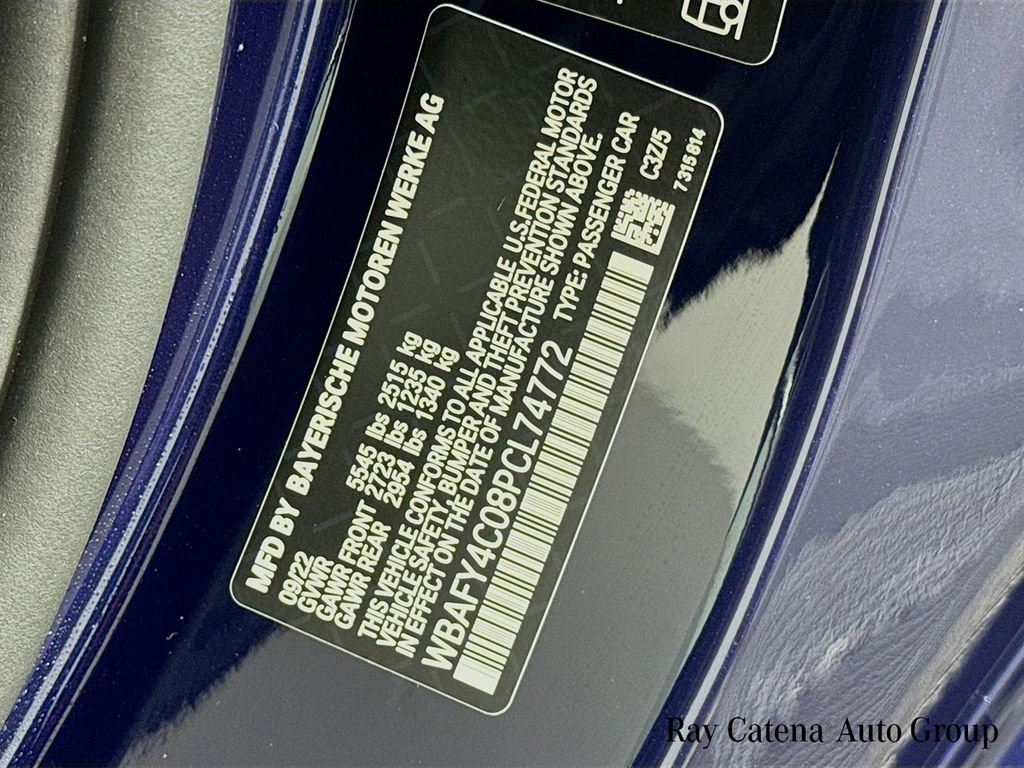 MFD BY BAYERISCHE MOTOREN WERKE AG
09/22
GVWR 5545 lbs 2515 kg
GAWR FRONT 2723 lbs 1235 kg
GAWR REAR 2954 lbs 1340 kg
THIS VEHICLE CONFORMS TO ALL APPLICABLE U.S.FEDERAL MOTOR
VEHICLE SAFETY, BUMPER AND THEFT PREVENTION STANDARDS
IN EFFECT ON THE DATE OF MANUFACTURE SHOWN ABOVE.
WBAFY4C08PCL74772 TYPE: PASSENGER CAR
C3Z/5
7315814
Ray Catena Auto Group